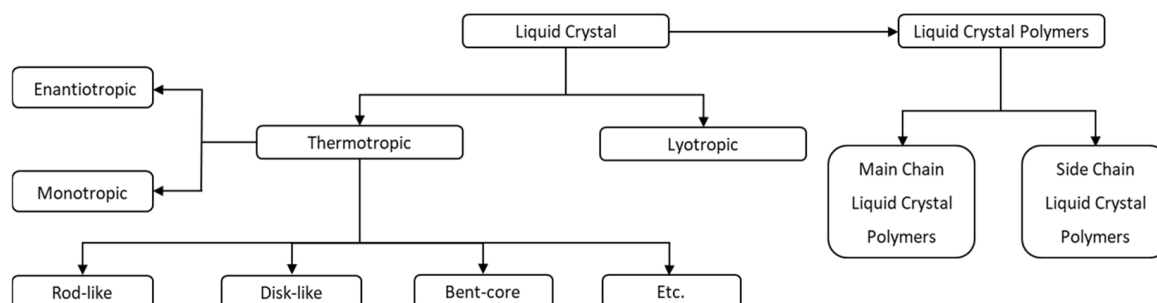 Liquid Crystal
Liquid Crystal Polymers
Enantiotropic
Thermotropic
Lyotropic
Monotropic
Main Chain
Liquid Crystal
Polymers
Side Chain
Liquid Crystal
Polymers
Rod-like
Disk-like
Bent-core
Etc.